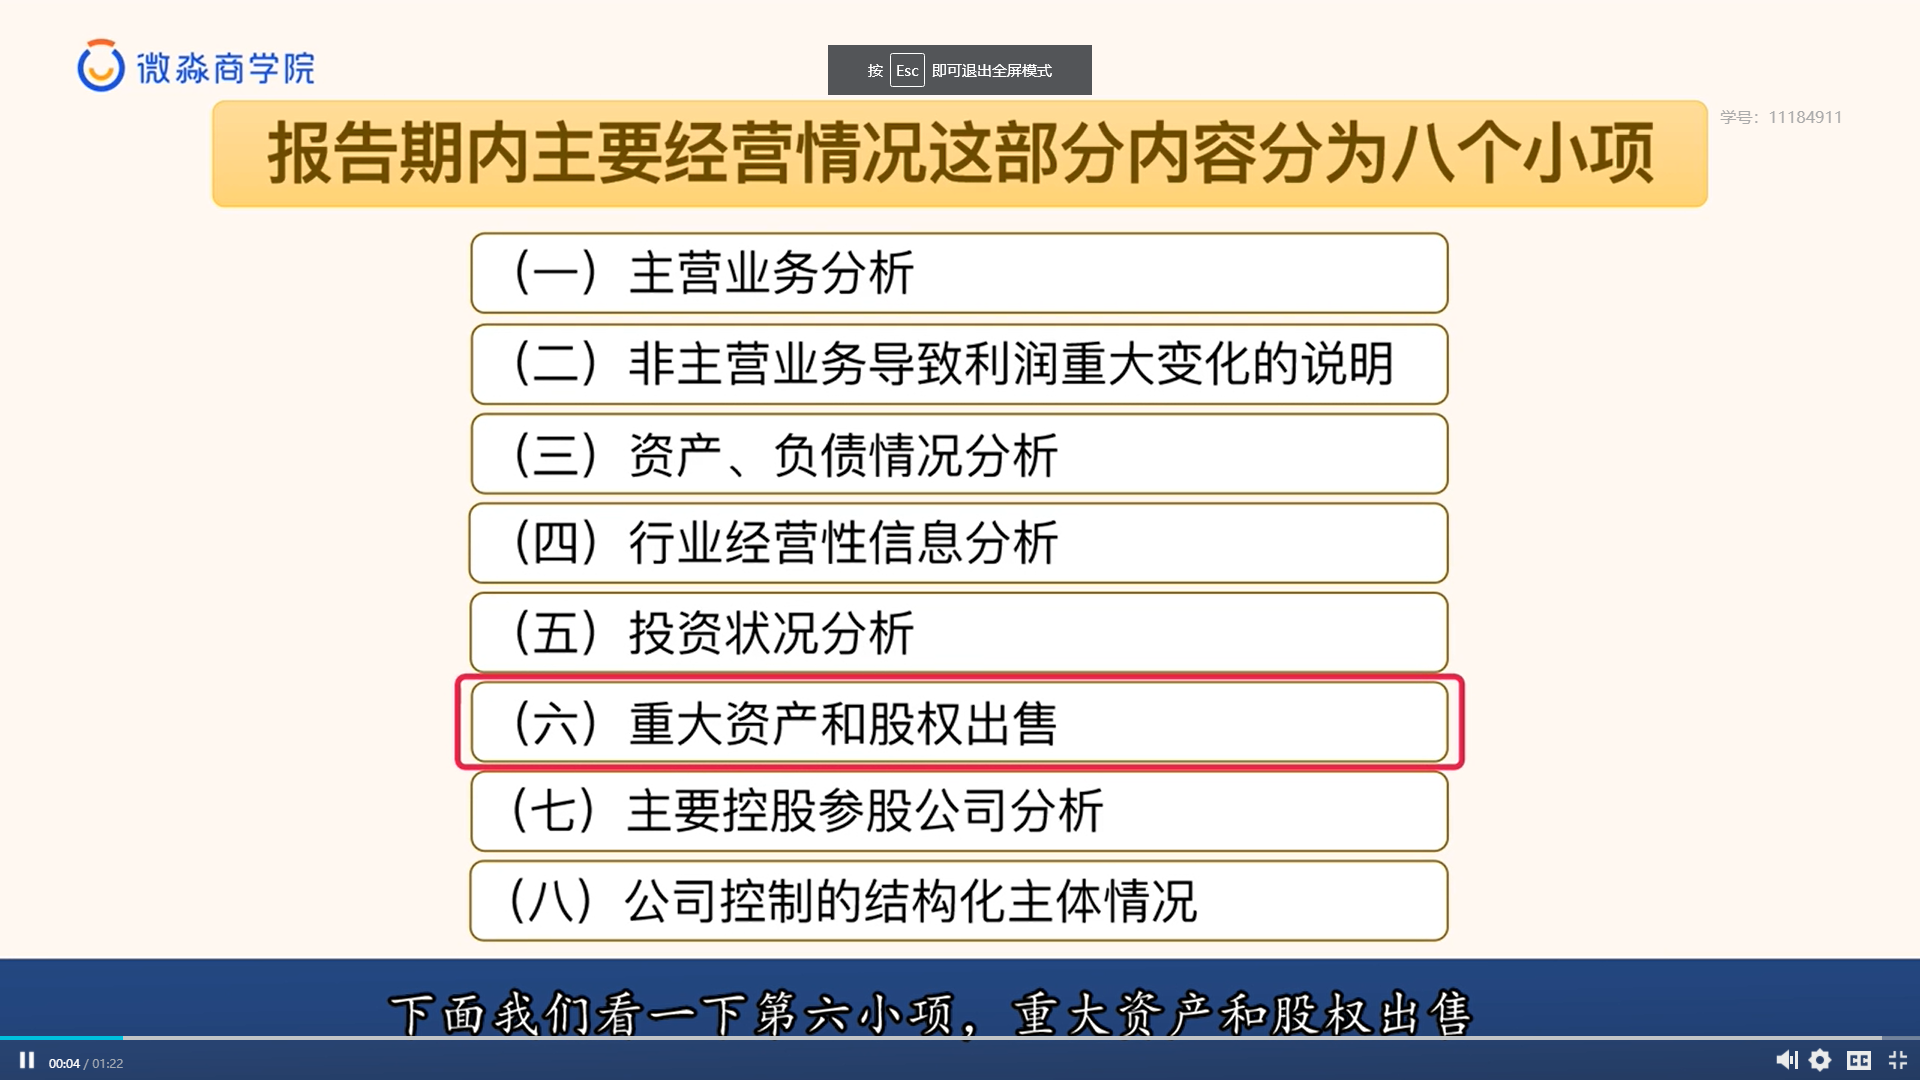 微淼商学院
按 Esc 即可退出全屏模式
学号：11184911
报告期内主要经营情况这部分内容分为八个小项
（一）主营业务分析
（二）非主营业务导致利润重大变化的说明
（三）资产、负债情况分析
（四）行业经营性信息分析
（五）投资状况分析
（六）重大资产和股权出售
（七）主要控股参股公司分析
（八）公司控制的结构化主体情况
下面我们看一下第六小项，重大资产和股权出售
00:04 / 01:22
CC